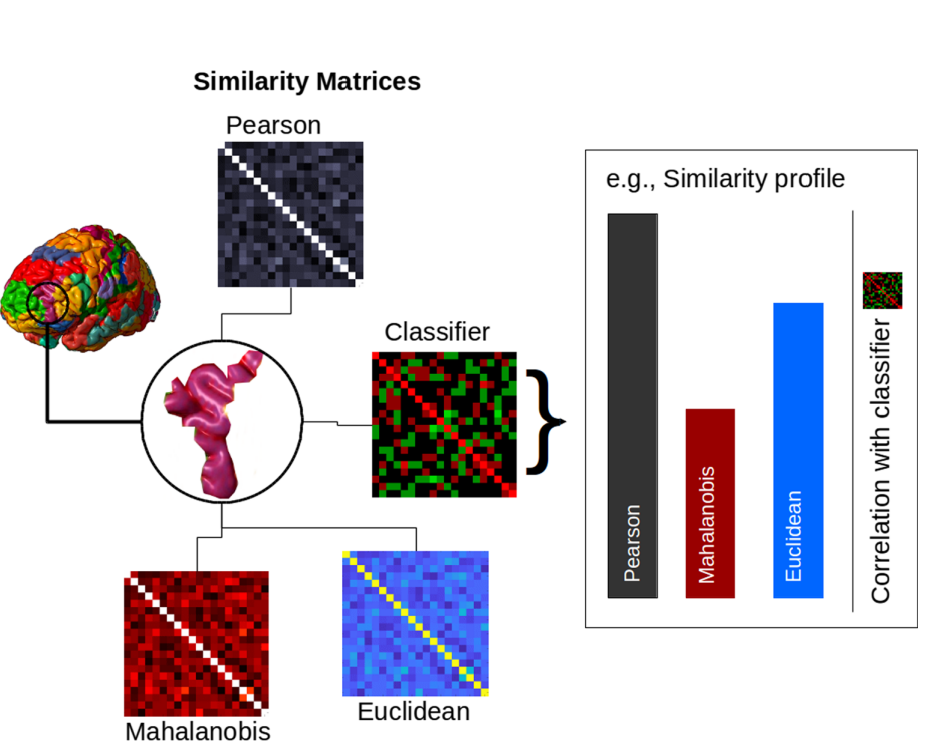 Similarity Matrices
Pearson
Classifier
Mahalanobis
Euclidean
e.g., Similarity profile
Pearson
Mahalanobis
Euclidean
Correlation with classifier